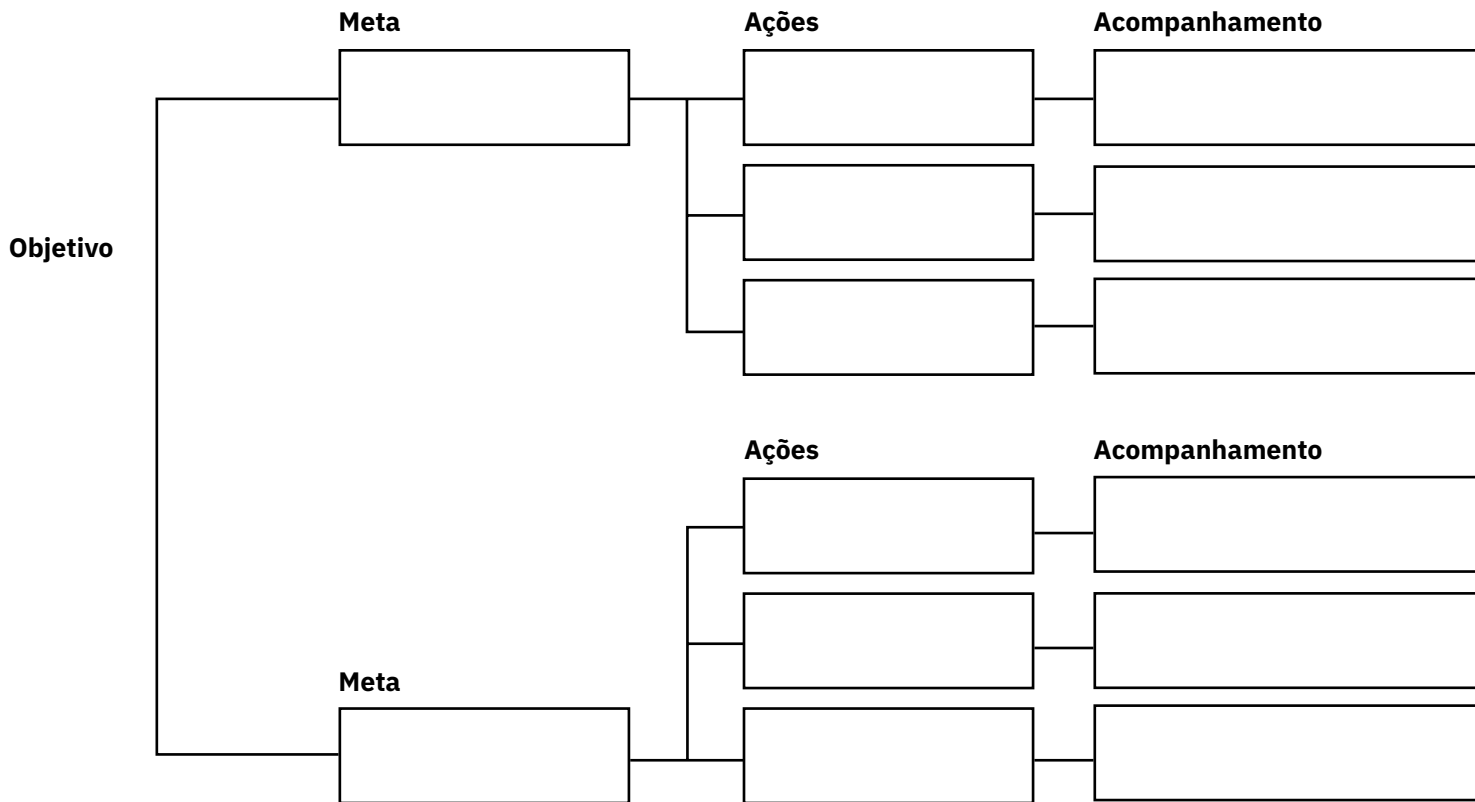 Meta
Ações
Acompanhamento
Objetivo
Ações
Acompanhamento
Meta